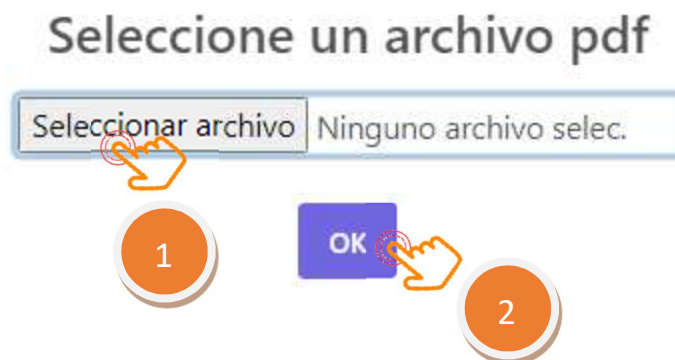 Seleccione un archivo pdf
Seleccionar archivo Ninguno archivo selec.
OK
1
2